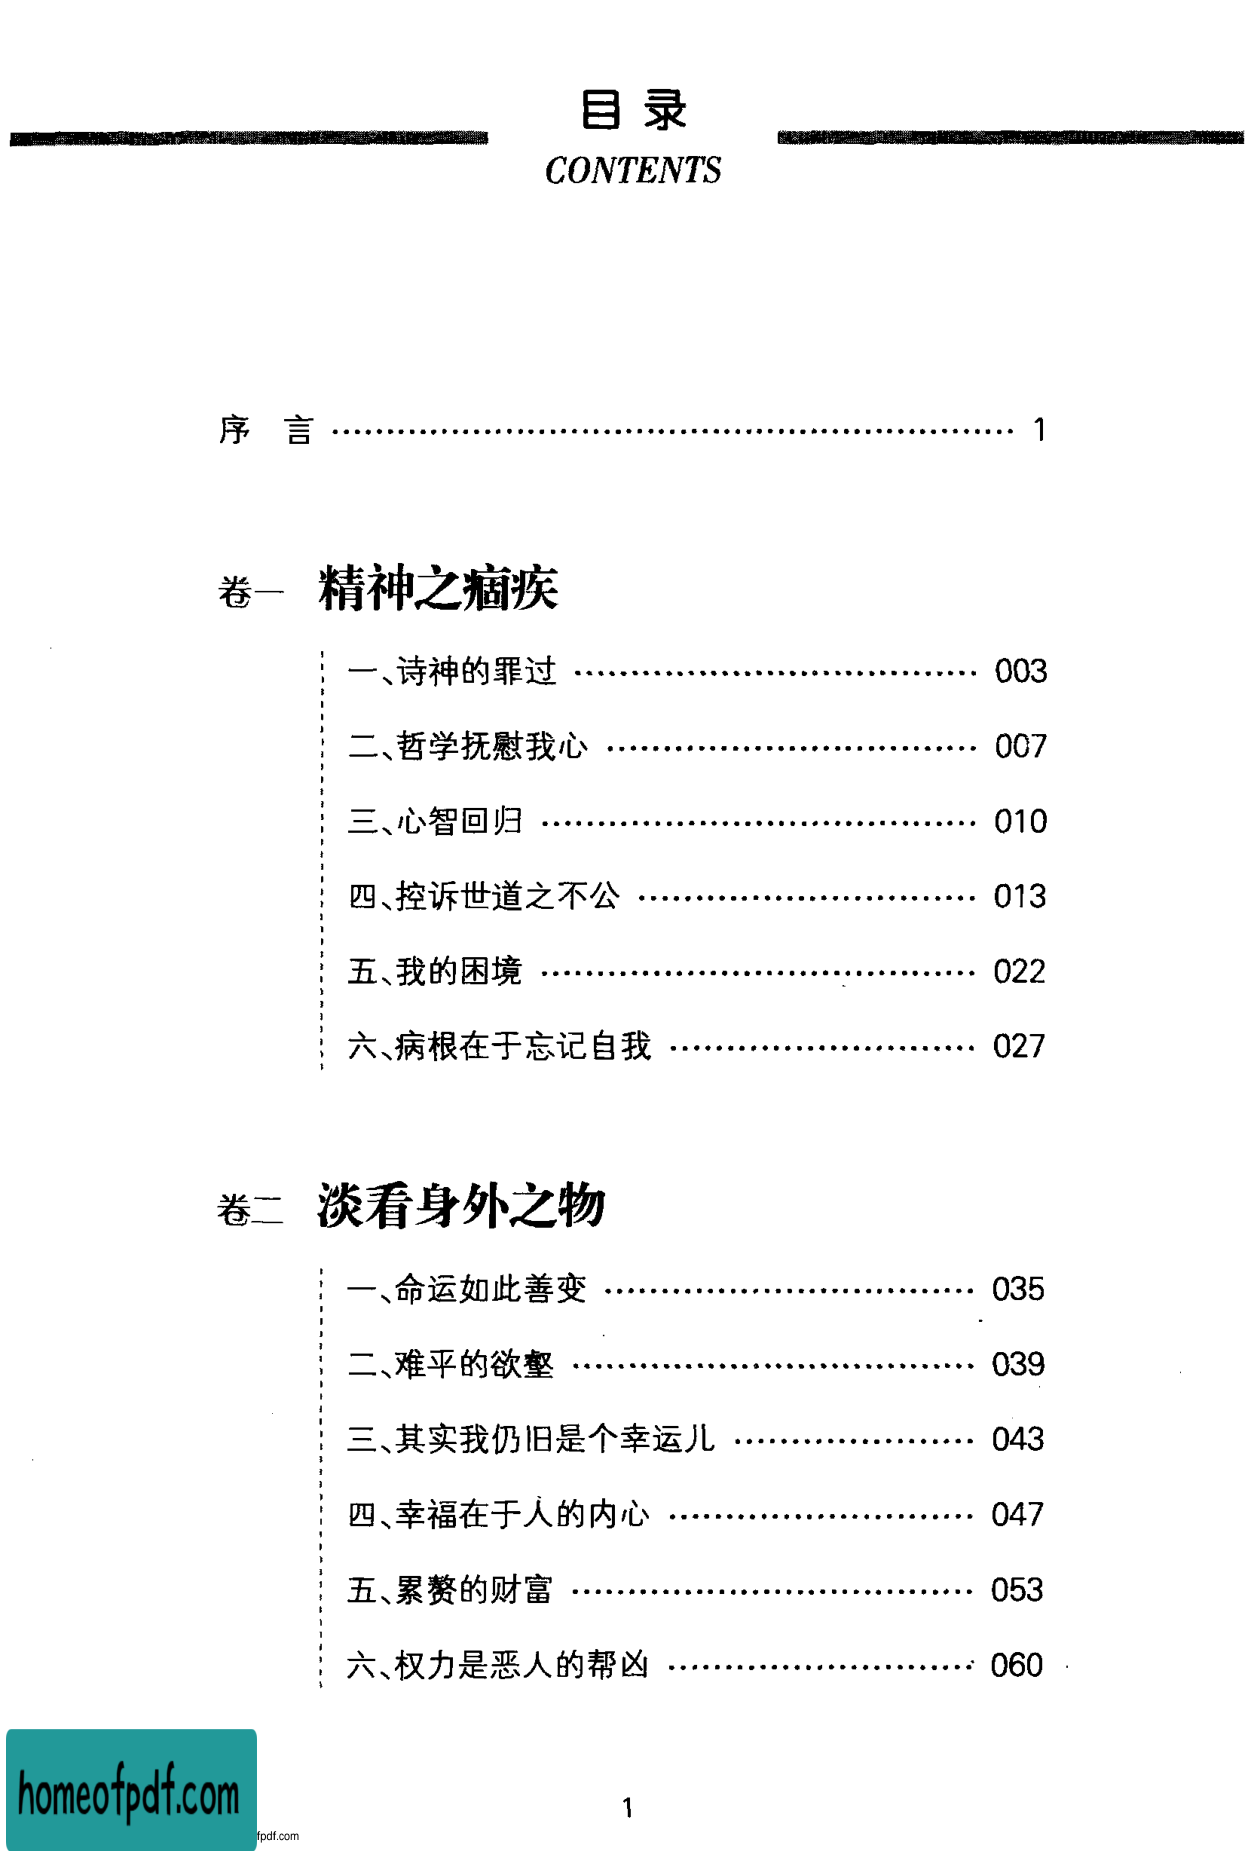 目 录
CONTENTS
序 言 …………………………………………… 1
卷一 精神之痼疾
一、诗神的罪过 ………………………… 003
二、哲学抚慰我心 ……………………… 007
三、心智回归 …………………………… 010
四、控诉世道之不公 …………………… 013
五、我的困境 …………………………… 022
六、病根在于忘记自我 ………………… 027
卷二 淡看身外之物
一、命运如此善变 ……………………… 035
二、难平的欲壑 ………………………… 039
三、其实我仍旧是个幸运儿 …………… 043
四、幸福在于人的内心 ………………… 047
五、累赘的财富 ………………………… 053
六、权力是恶人的帮凶 ………………… 060
homeofpdf.com
1
fpdf.com